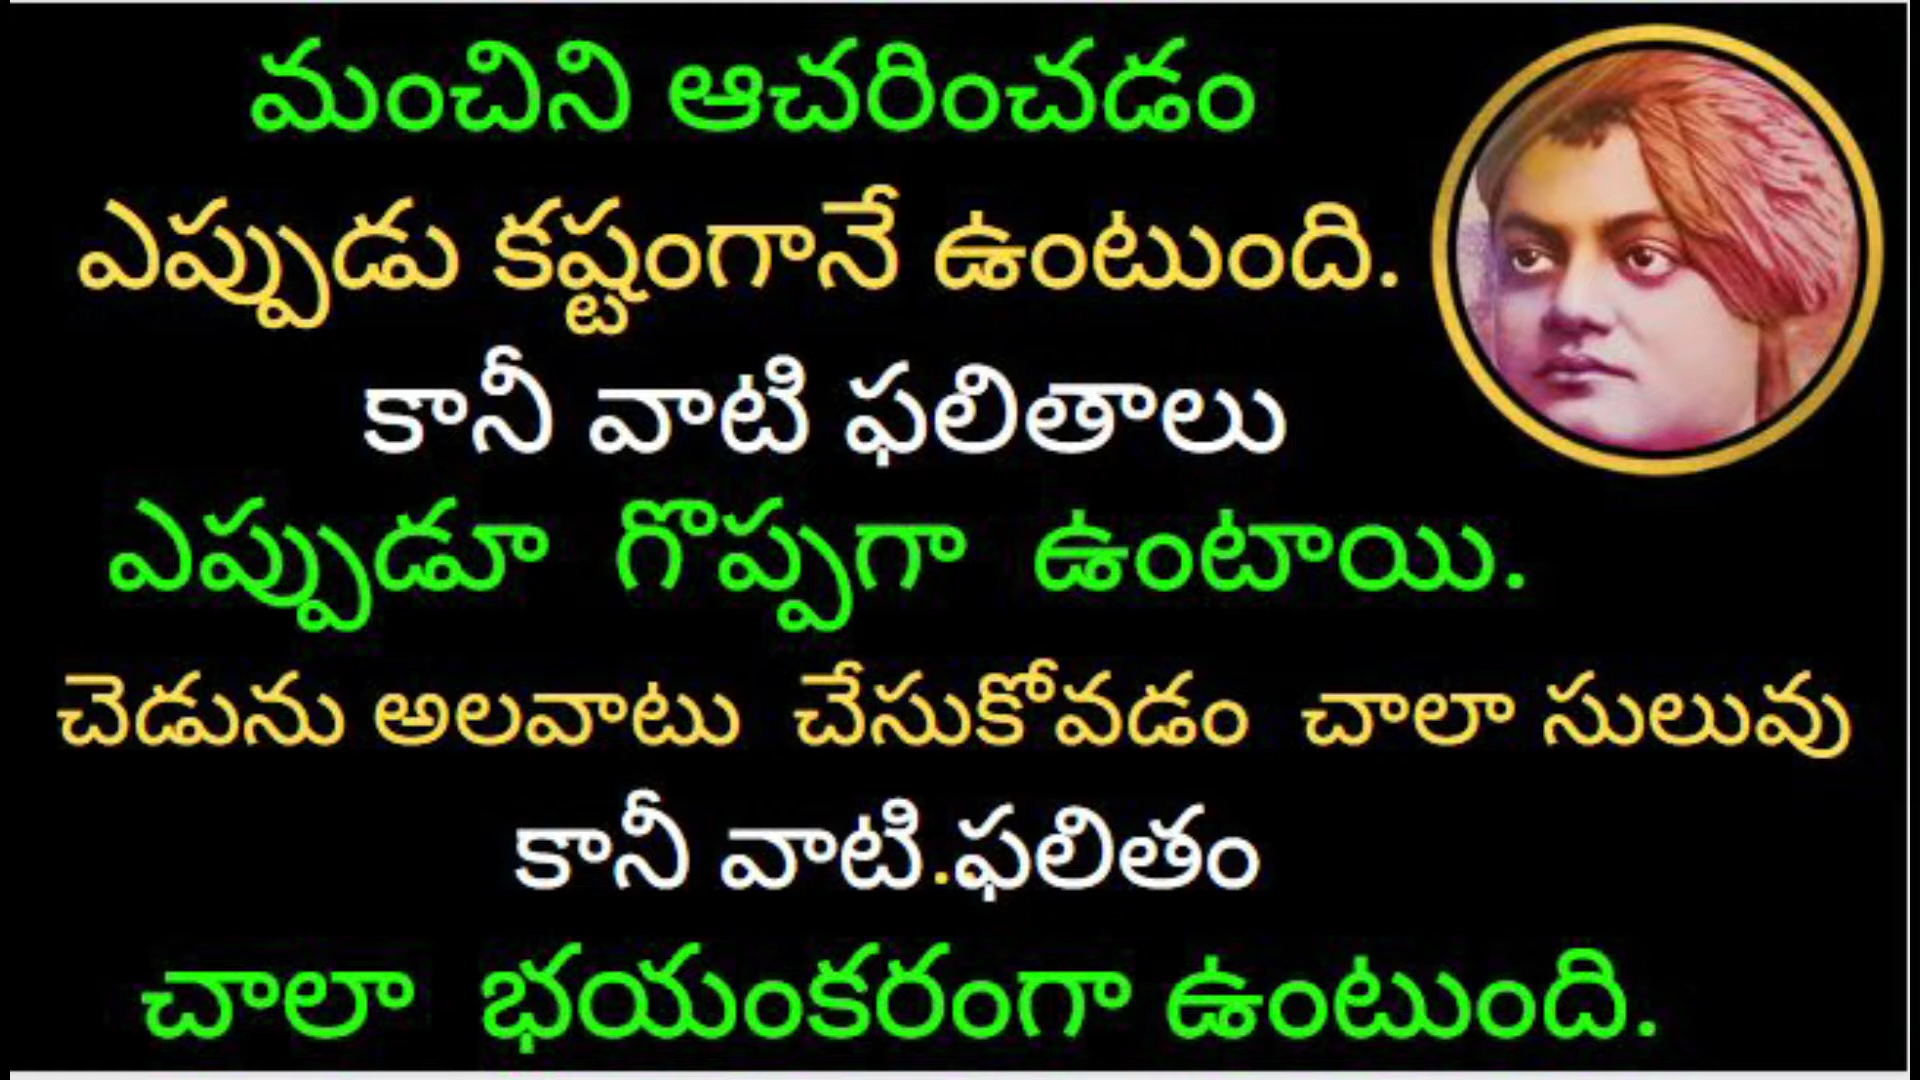 మంచిని ఆచరించడం
ఎప్పుడు కష్టంగానే ఉంటుంది.
కానీ వాటి ఫలితాలు
ఎప్పుడూ గొప్పగా ఉంటాయి.
చెడును అలవాటు చేసుకోవడం చాలా సులువు
కానీ వాటి.ఫలితం
చాలా భయంకరంగా ఉంటుంది.